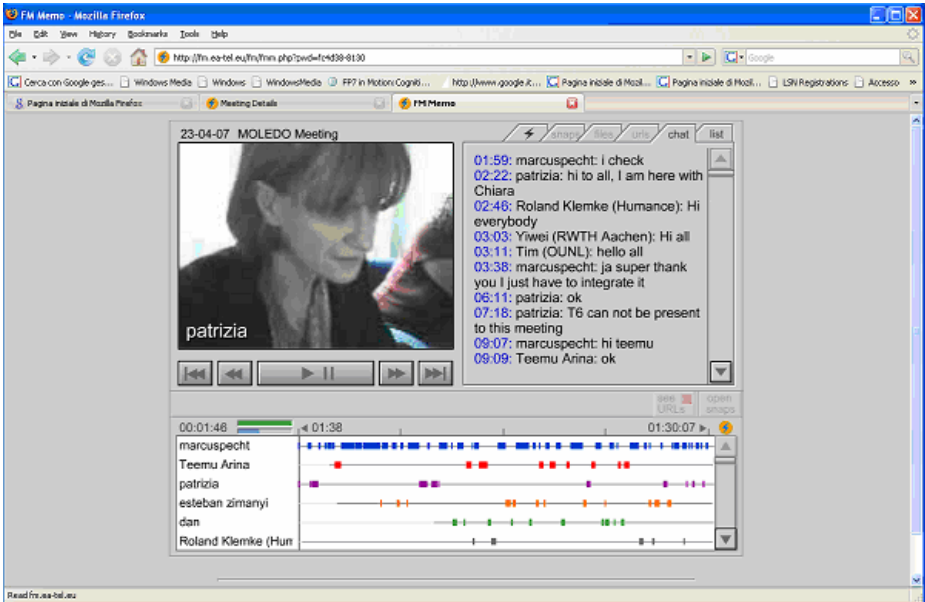 FM Memo - Mozilla Firefox
File Edit View History Bookmarks Tools Help
http://fm.ea-tel.eu/fm/fmm.php?pwd=fc4d38-8130
Google
Cerca con Google ges... Windows Media Windows WindowsMedia FP7 in Motion: Cogniti... http://www.google.it... Pagina iniziale di Mozil... Pagina iniziale di Mozil... LSN Registrations Accesso »
Pagina iniziale di Mozilla Firefox Meeting Details FM Memo
23-04-07 MOLEDO Meeting
snaps files urls chat list
patrizia
01:59: marcuspecht: i check
02:22: patrizia: hi to all, I am here with
Chiara
02:46: Roland Klemke (Humance): Hi
everybody
03:03: Yiwei (RWTH Aachen): Hi all
03:11: Tim (OUNL): hello all
03:38: marcuspecht: ja super thank
you I just have to integrate it
06:11: patrizia: ok
07:18: patrizia: T6 can not be present
to this meeting
09:07: marcuspecht: hi teemu
09:09: Teemu Arina: ok
see
URLs
open
snaps
00:01:46 01:38 01:30:07
marcuspecht
Teemu Arina
patrizia
esteban zimanyi
dan
Roland Klemke (Hum
Read fm.ea-tel.eu